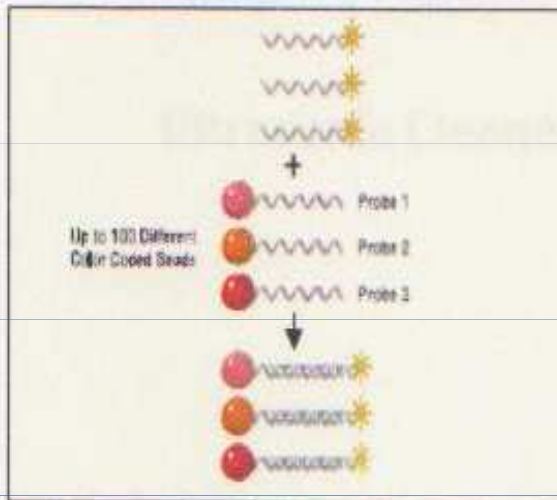 +
Probe 1
Up to 100 Different
Probe 2
Color Coded Beads
Probe 3